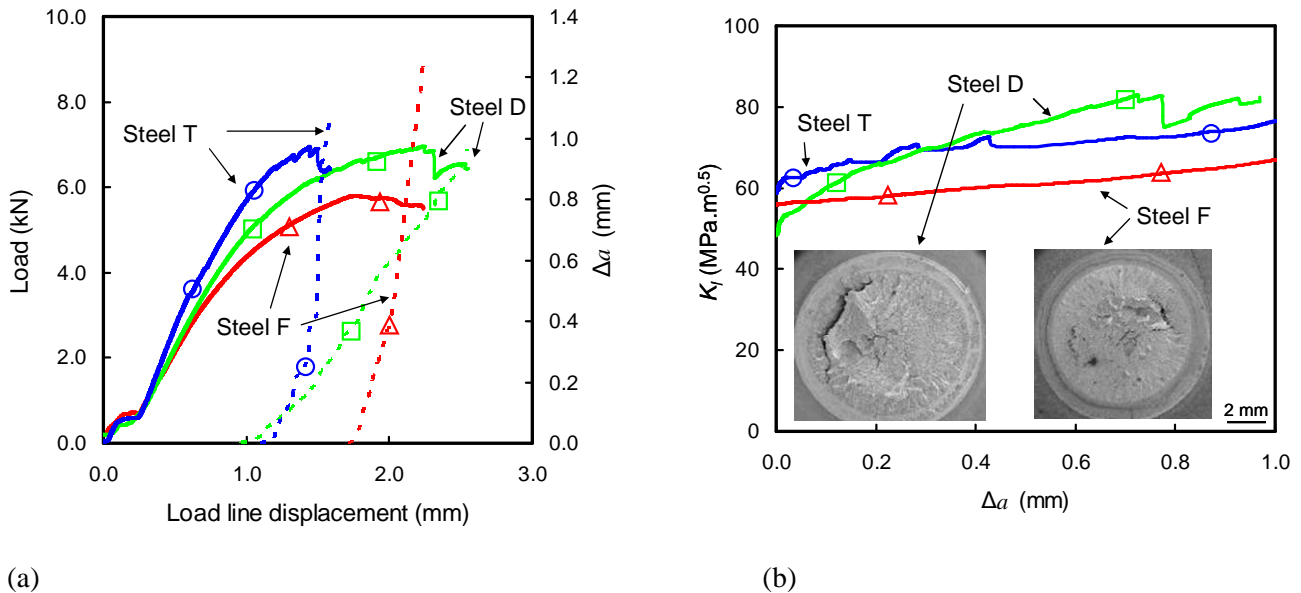 10.0
8.0
6.0
4.0
2.0
0.0
Load (kN)
1.4
1.2
1.0
0.8
0.6
0.4
0.2
0.0
Δa (mm)
Steel T
Steel D
Steel F
0.0 1.0 2.0 3.0
Load line displacement (mm)
(a)
100
80
60
40
20
0
K_I (MPa.m^0.5)
Steel D
Steel T
Steel F
2 mm
0.0 0.2 0.4 0.6 0.8 1.0
Δa (mm)
(b)